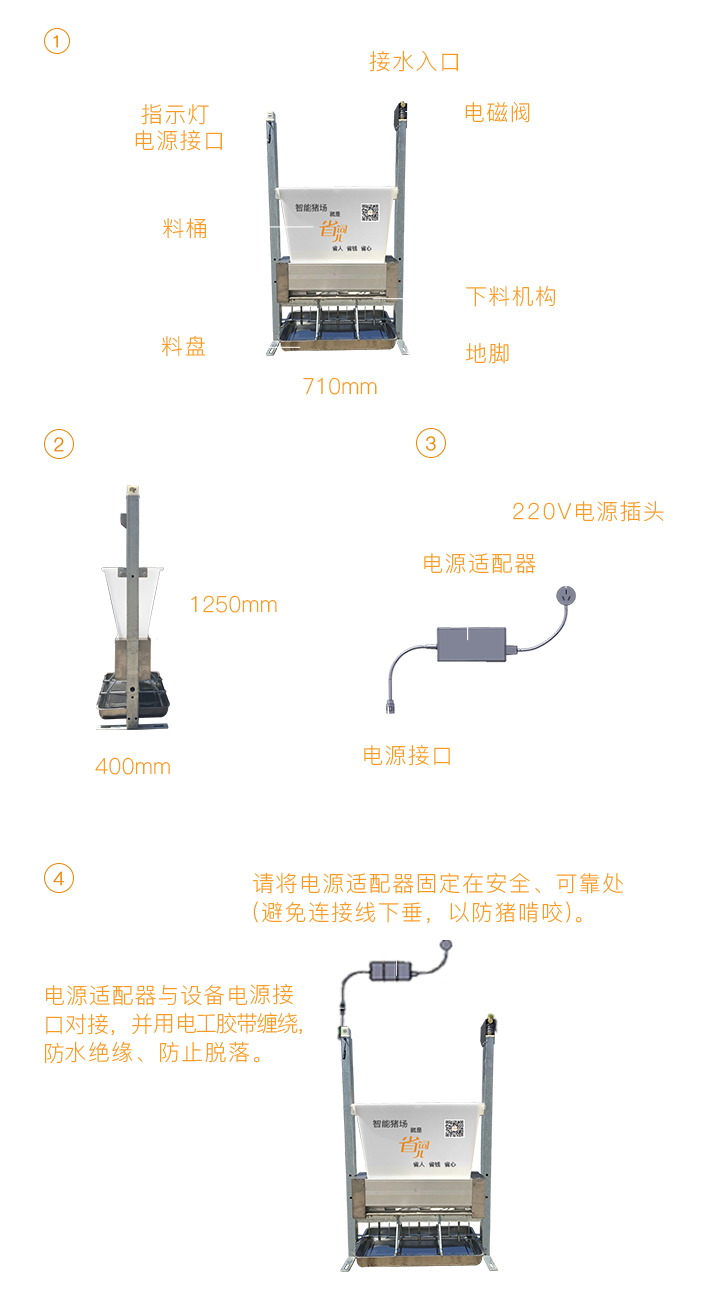 1
接水入口
指示灯
电源接口
电磁阀
智能猪场
就是
省阿儿
省人 省钱 省心
料桶
下料机构
料盘
地脚
710mm
2
3
220V电源插头
电源适配器
1250mm
电源接口
400mm
4
请将电源适配器固定在安全、可靠处
(避免连接线下垂，以防猪啃咬)。
电源适配器与设备电源接
口对接，并用电工胶带缠绕，
防水绝缘、防止脱落。
智能猪场
就是
省阿儿
省人 省钱 省心